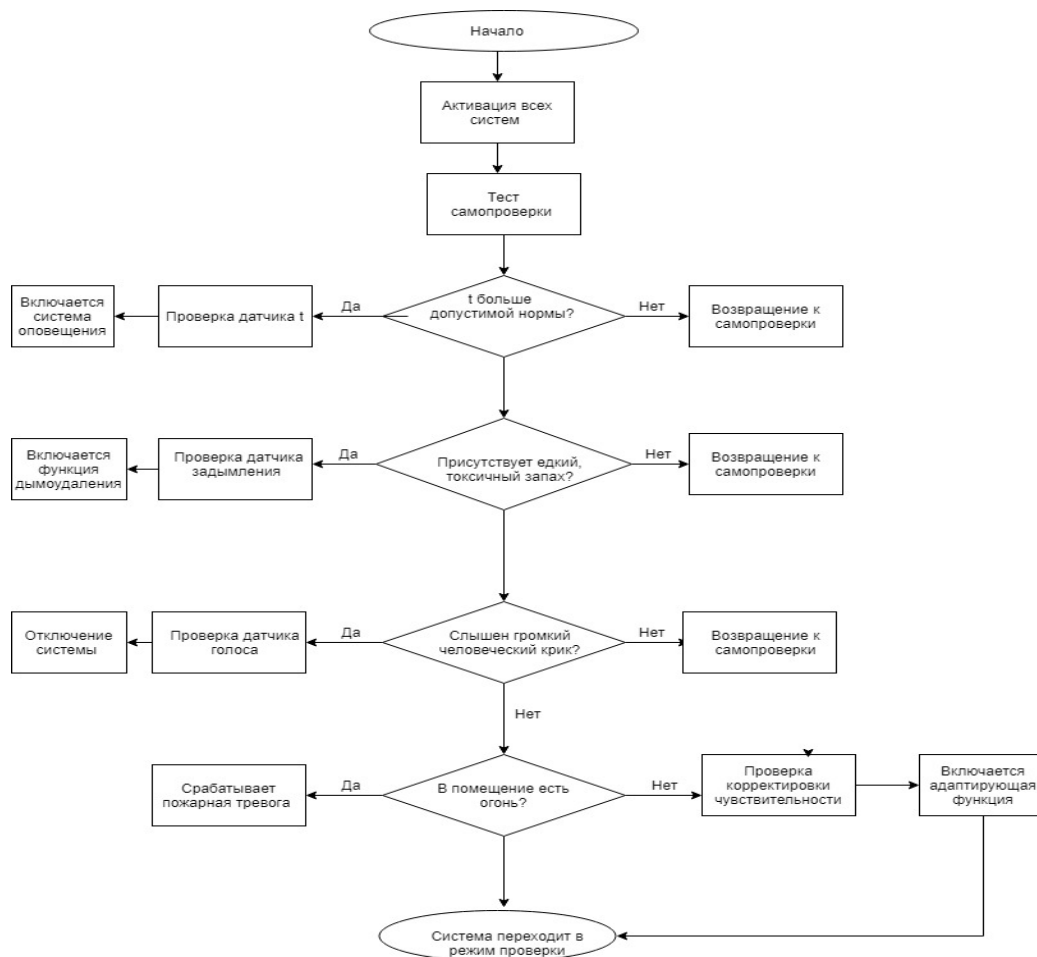 Начало
Активация всех
систем
Тест
самопроверки
Включается
система
оповещения
Проверка датчика t
Да
t больше
допустимой нормы?
Нет
Возвращение к
самопроверки
Включается
функция
дымоудаления
Проверка датчика
задымления
Да
Присутствует едкий,
токсичный запах?
Нет
Возвращение к
самопроверки
Отключение
системы
Проверка датчика
голоса
Да
Слышен громкий
человеческий крик?
Нет
Возвращение к
самопроверки
Нет
Срабатывает
пожарная тревога
Да
В помещение есть
огонь?
Нет
Проверка
корректировки
чувствительности
Включается
адаптирующая
функция
Система переходит в
режим проверки